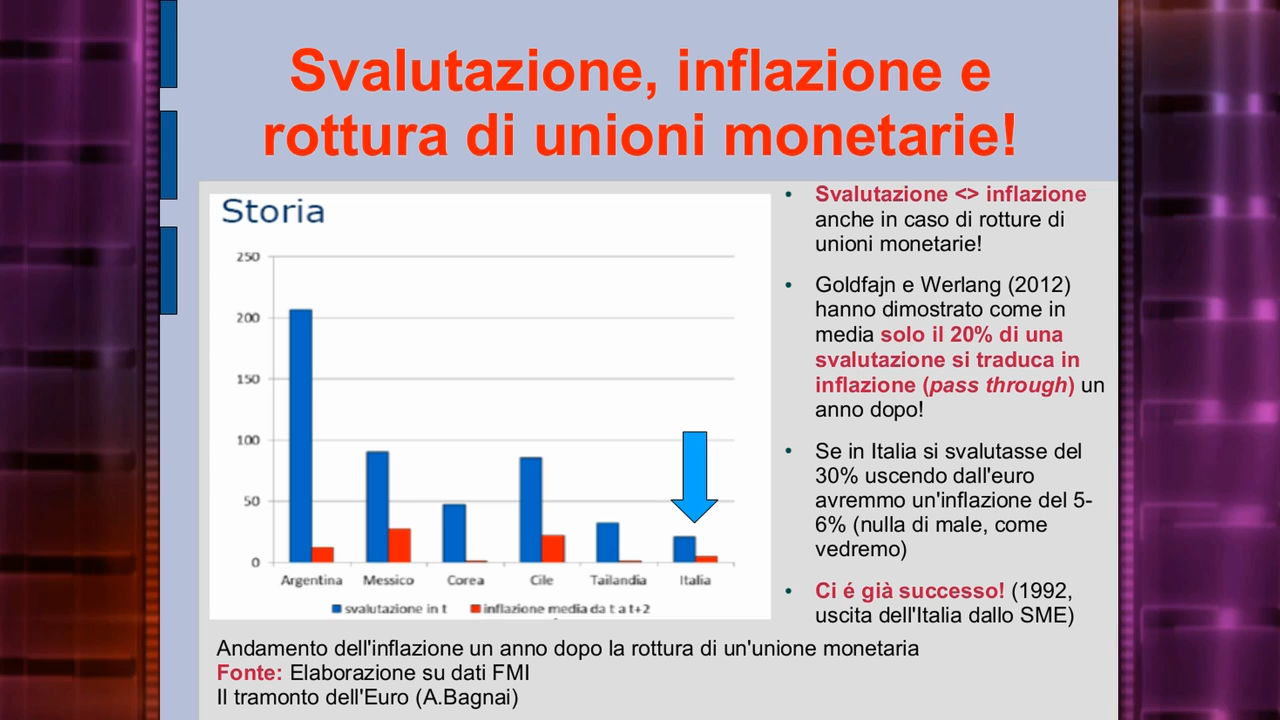 Svalutazione, inflazione e
rottura di unioni monetarie!
Storia
250
200
150
100
50
0
Argentina Messico Corea Cile Tailandia Italia
svalutazione in t inflazione media da t a t+2
• Svalutazione <> inflazione
anche in caso di rotture di
unioni monetarie!
• Goldfajn e Werlang (2012)
hanno dimostrato come in
media solo il 20% di una
svalutazione si traduca in
inflazione (pass through) un
anno dopo!
• Se in Italia si svalutasse del
30% uscendo dall'euro
avremmo un'inflazione del 5-
6% (nulla di male, come
vedremo)
• Ci é già successo! (1992,
uscita dell'Italia dallo SME)
Andamento dell'inflazione un anno dopo la rottura di un'unione monetaria
Fonte: Elaborazione su dati FMI
Il tramonto dell'Euro (A.Bagnai)